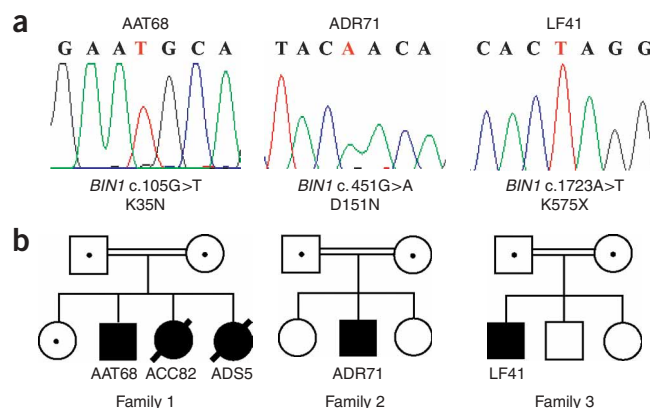 a
AAT68 ADR71 LF41
G A A T G C A T A C A A C A C A C T A G G
BIN1 c.105G>T BIN1 c.451G>A BIN1 c.1723A>T
K35N D151N K575X
b
AAT68 ACC82 ADS5 ADR71 LF41
Family 1 Family 2 Family 3